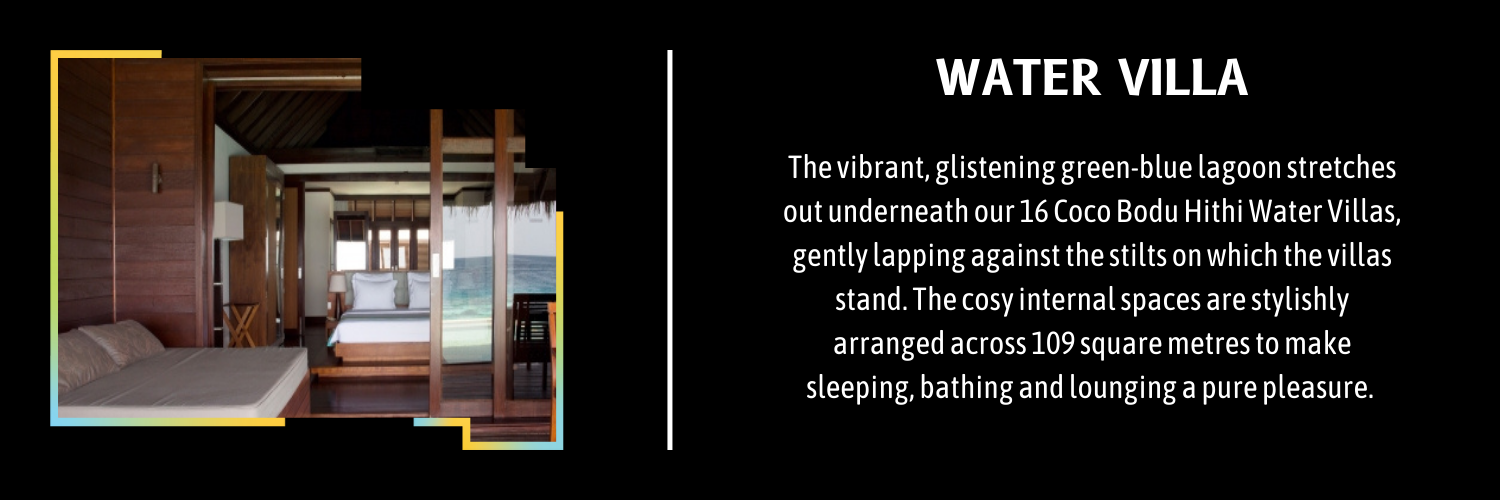 WATER VILLA
The vibrant, glistening green-blue lagoon stretches
out underneath our 16 Coco Bodu Hithi Water Villas,
gently lapping against the stilts on which the villas
stand. The cosy internal spaces are stylishly
arranged across 109 square metres to make
sleeping, bathing and lounging a pure pleasure.